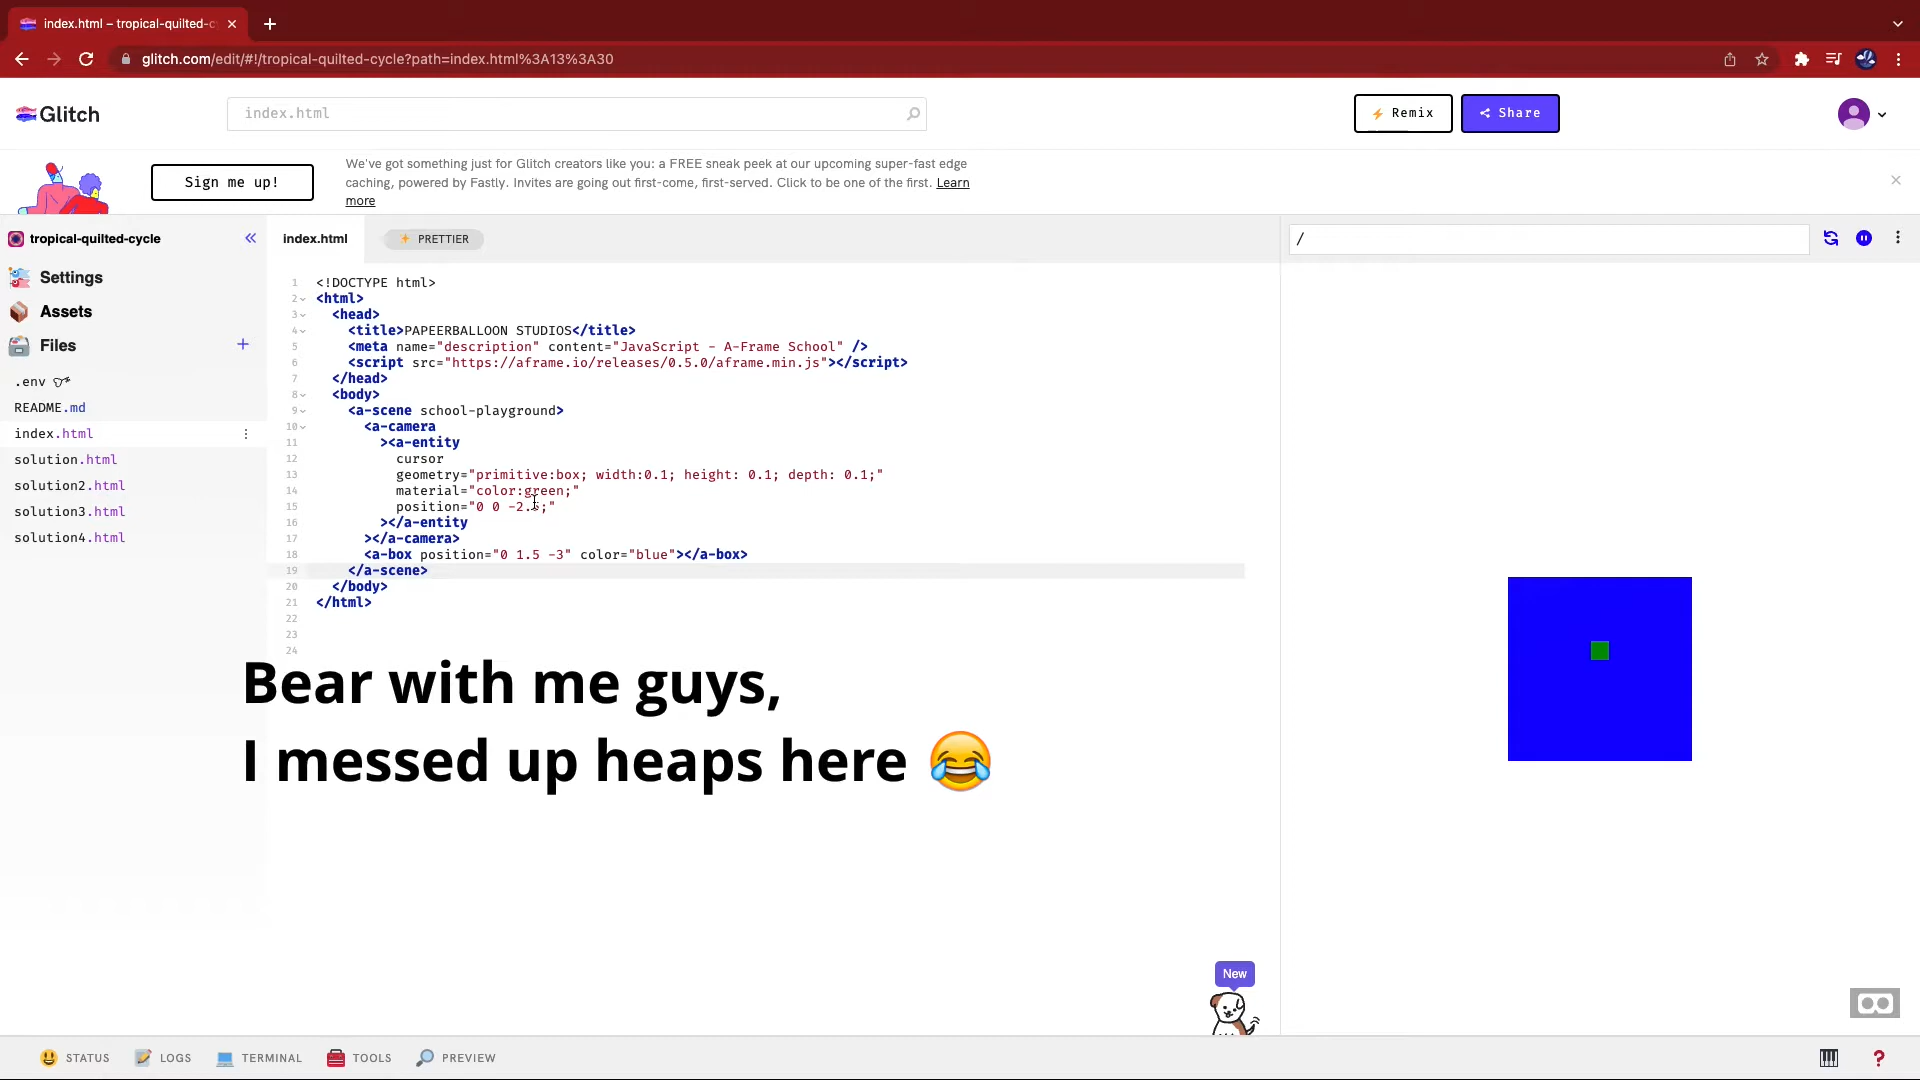 index.html – tropical-quilted-c
glitch.com/edit/#!/tropical-quilted-cycle?path=index.html%3A13%3A30
Glitch
index.html
Remix
Share
Sign me up!
We've got something just for Glitch creators like you: a FREE sneak peek at our upcoming super-fast edge
caching, powered by Fastly. Invites are going out first-come, first-served. Click to be one of the first. Learn
more
tropical-quilted-cycle
index.html
PRETTIER
/
Settings
Assets
Files
.env
README.md
index.html
solution.html
solution2.html
solution3.html
solution4.html
1 <!DOCTYPE html>
2 <html>
3 <head>
4 <title>PAPEERBALLOON STUDIOS</title>
5 <meta name="description" content="JavaScript - A-Frame School" />
6 <script src="https://aframe.io/releases/0.5.0/aframe.min.js"></script>
7 </head>
8 <body>
9 <a-scene school-playground>
10 <a-camera
11 ><a-entity
12 cursor
13 geometry="primitive:box; width:0.1; height: 0.1; depth: 0.1;"
14 material="color:green;"
15 position="0 0 -2. ;"
16 ></a-entity
17 ></a-camera>
18 <a-box position="0 1.5 -3" color="blue"></a-box>
19 </a-scene>
20 </body>
21 </html>
22
23
24
Bear with me guys,
I messed up heaps here 😂
New
STATUS
LOGS
TERMINAL
TOOLS
PREVIEW
?